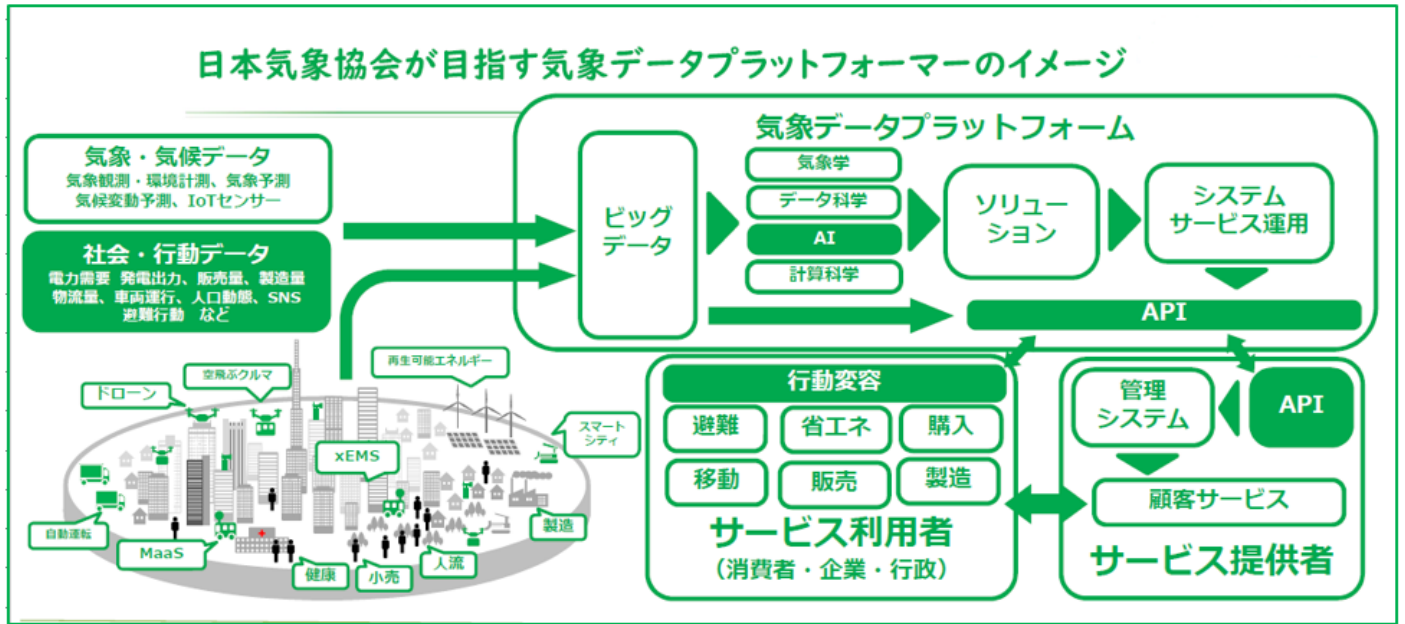 日本気象協会が目指す気象データプラットフォーマーのイメージ
気象・気候データ
気象観測・環境計測、気象予測
気候変動予測、IoTセンサー
社会・行動データ
電力需要 発電出力、販売量、製造量
物流量、車両運行、人口動態、SNS
避難行動 など
気象データプラットフォーム
ビッグ
データ
気象学
データ科学
AI
計算科学
ソリュー
ション
システム
サービス運用
API
再生可能エネルギー
空飛ぶクルマ
ドローン
スマート
シティ
xEMS
自動運転
MaaS
健康
小売
人流
製造
行動変容
避難
省エネ
購入
移動
販売
製造
サービス利用者
(消費者・企業・行政)
管理
システム
API
顧客サービス
サービス提供者